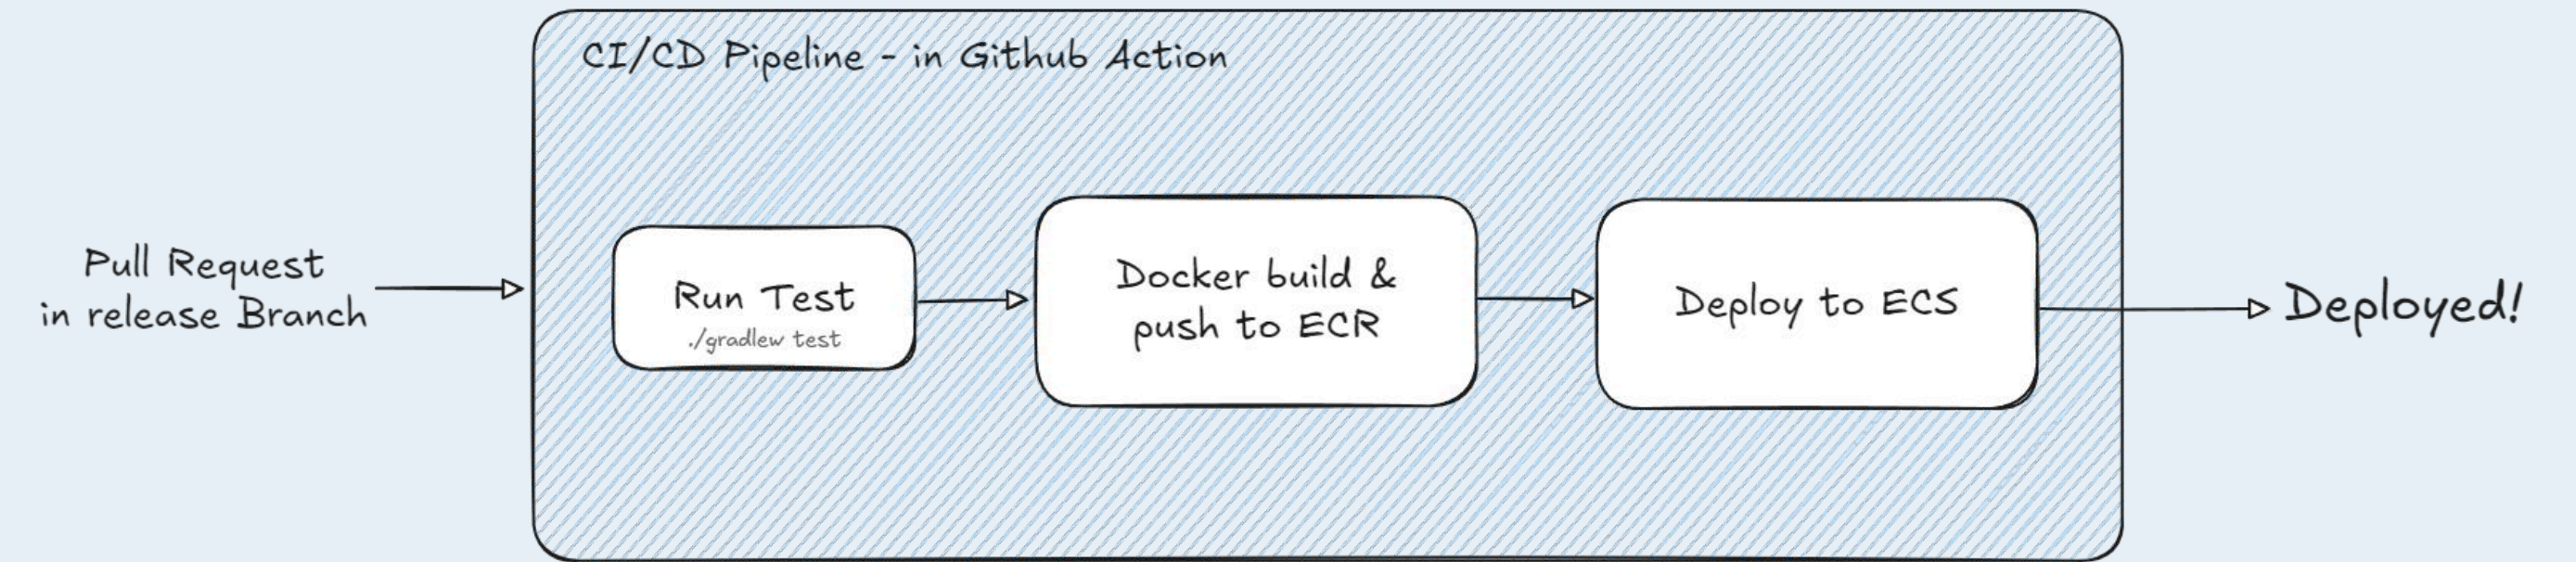 CI/CD Pipeline - in Github Action
Pull Request
in release Branch
Run Test
./gradlew test
Docker build &
push to ECR
Deploy to ECS
Deployed!